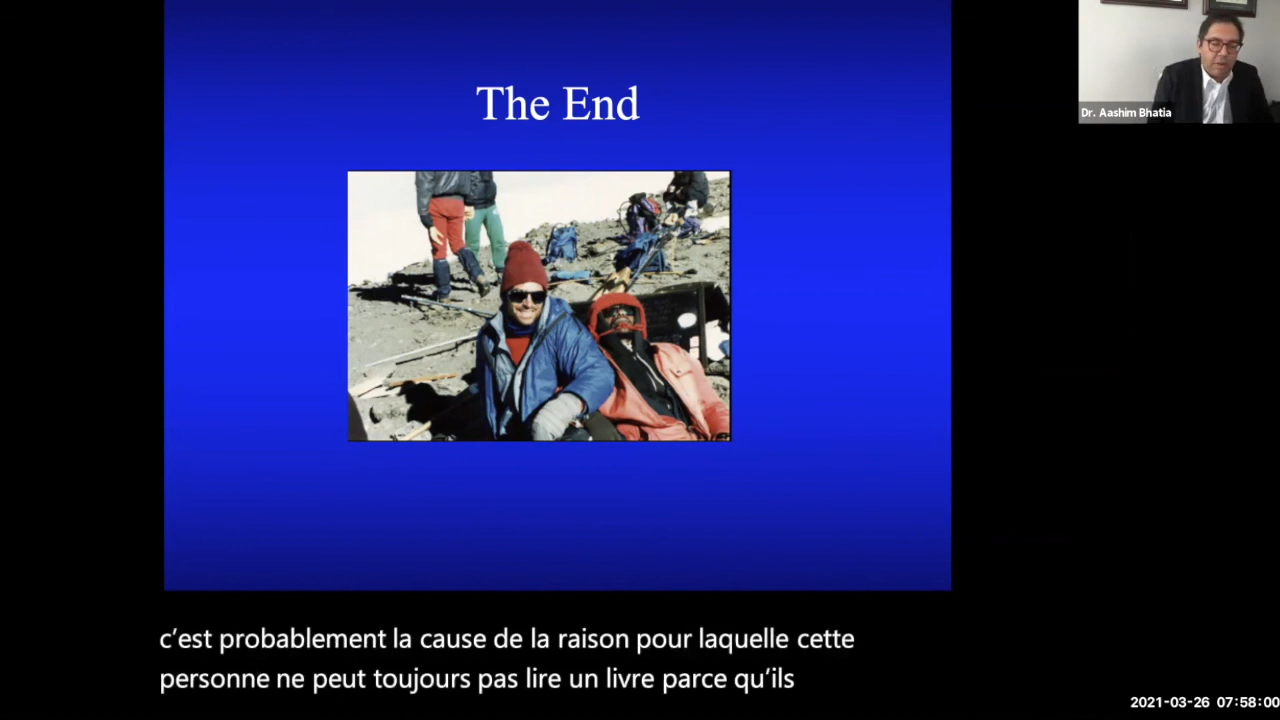 The End
Dr. Aashim Bhatia
c’est probablement la cause de la raison pour laquelle cette
personne ne peut toujours pas lire un livre parce qu’ils
2021-03-26 07:58:00